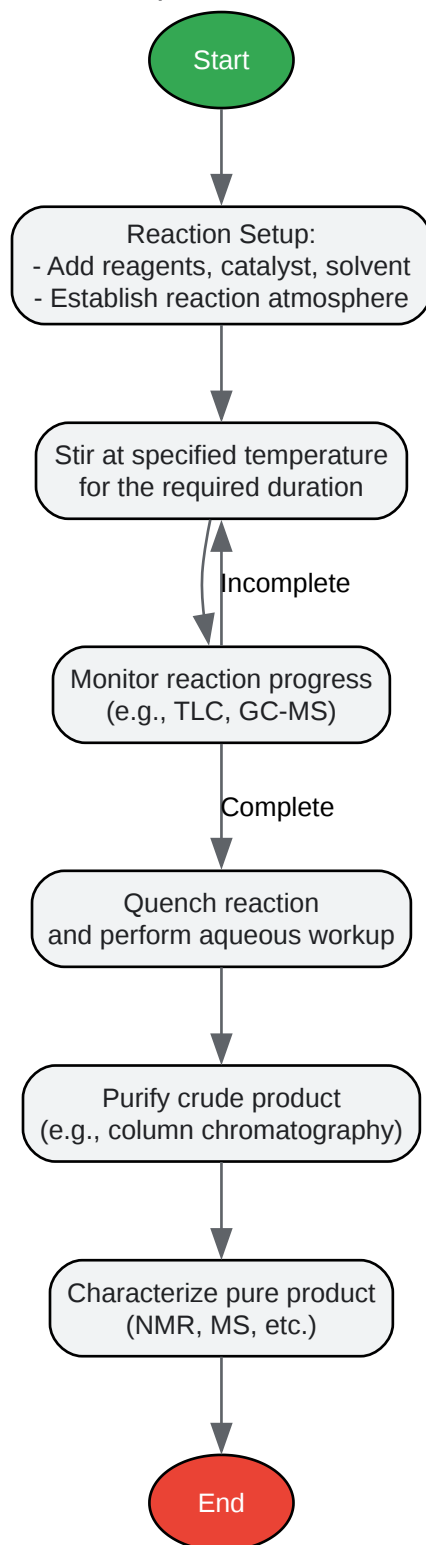 Start
Reaction Setup:
- Add reagents, catalyst, solvent
- Establish reaction atmosphere
Stir at specified temperature
for the required duration
Incomplete
Monitor reaction progress
(e.g., TLC, GC-MS)
Complete
Quench reaction
and perform aqueous workup
Purify crude product
(e.g., column chromatography)
Characterize pure product
(NMR, MS, etc.)
End